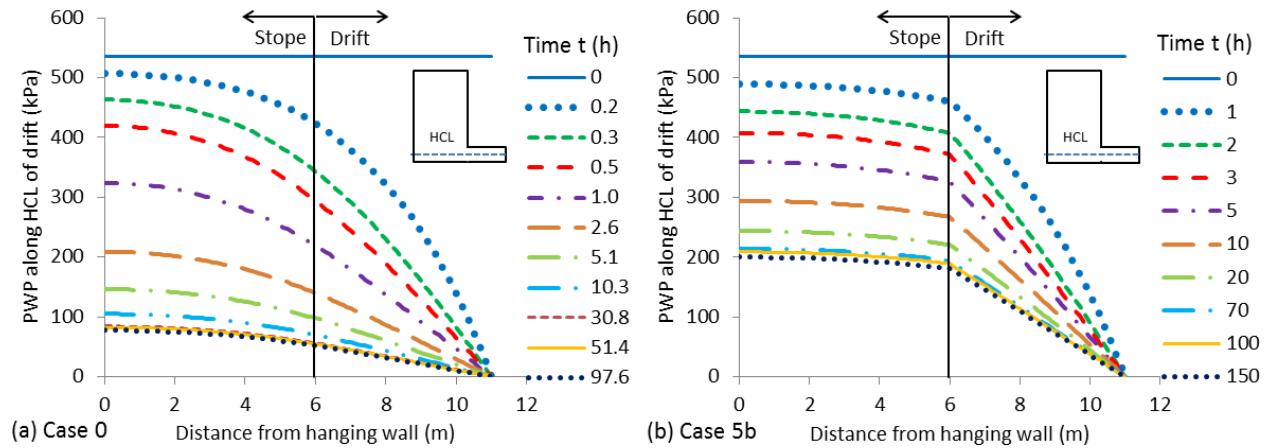 600
500
400
300
200
100
0
PWP along HCL of drift (kPa)
Stope Drift
HCL
Time t (h)
0
0.2
0.3
0.5
1.0
2.6
5.1
10.3
30.8
51.4
97.6
0 2 4 6 8 10 12
(a) Case 0 Distance from hanging wall (m)
600
500
400
300
200
100
0
PWP along HCL of drift (kPa)
Stope Drift
HCL
Time t (h)
0
1
2
3
5
10
20
70
100
150
0 2 4 6 8 10 12
(b) Case 5b Distance from hanging wall (m)